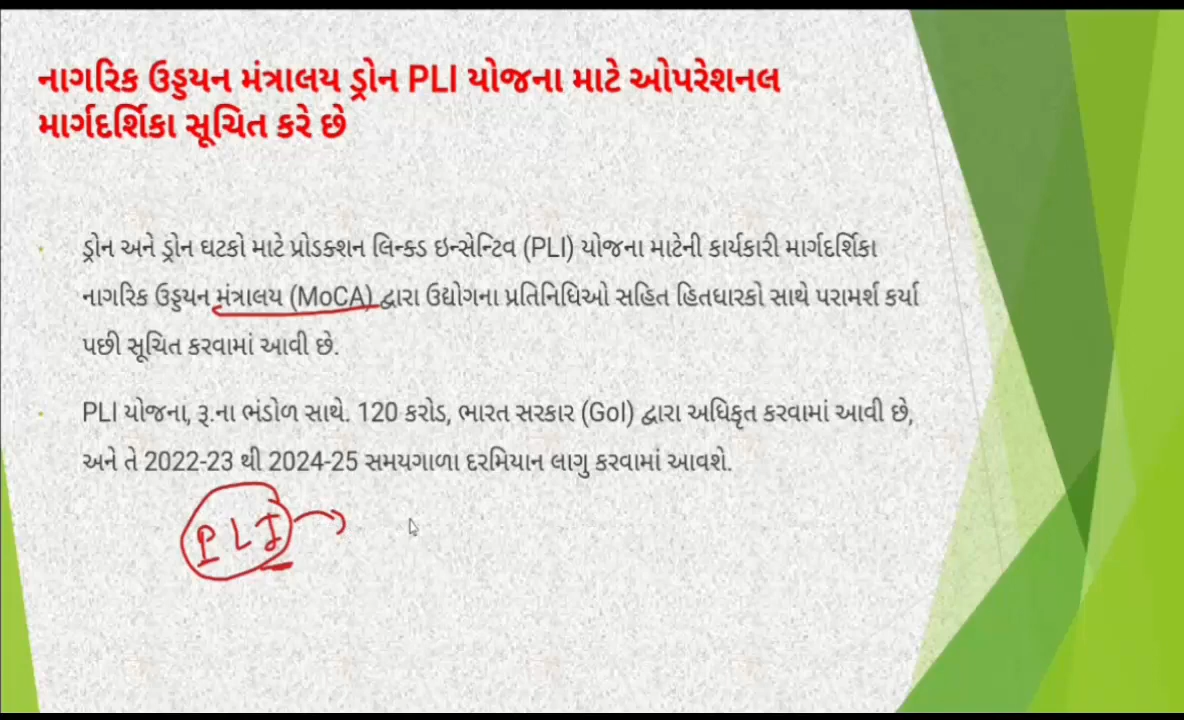 નાગરિક ઉડ્ડયન મંત્રાલય ડ્રોન PLI યોજના માટે ઓપરેશનલ
માર્ગદર્શિકા સૂચિત કરે છે
ડ્રોન અને ડ્રોન ઘટકો માટે પ્રોડક્શન લિન્ક્ડ ઇન્સેન્ટિવ (PLI) યોજના માટેની કાર્યકારી માર્ગદર્શિકા
નાગરિક ઉડ્ડયન મંત્રાલય (MoCA) દ્વારા ઉદ્યોગના પ્રતિનિધિઓ સહિત હિતધારકો સાથે પરામર્શ કર્યા
પછી સૂચિત કરવામાં આવી છે.
PLI યોજના, રૂ.ના ભંડોળ સાથે. 120 કરોડ, ભારત સરકાર (GoI) દ્વારા અધિકૃત કરવામાં આવી છે,
અને તે 2022-23 થી 2024-25 સમયગાળા દરમિયાન લાગુ કરવામાં આવશે.
PLI